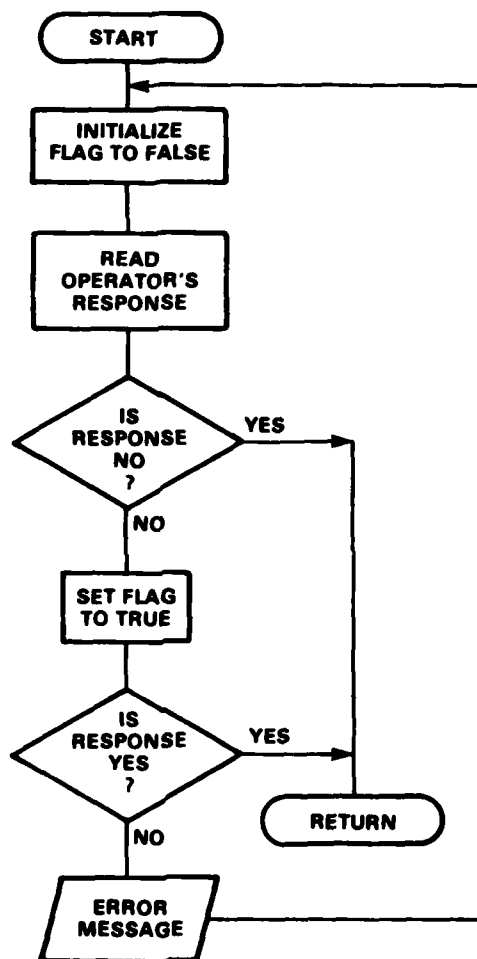 START
INITIALIZE
FLAG TO FALSE
READ
OPERATOR'S
RESPONSE
IS
RESPONSE
NO
?
YES
NO
SET FLAG
TO TRUE
IS
RESPONSE
YES
?
YES
NO
RETURN
ERROR
MESSAGE